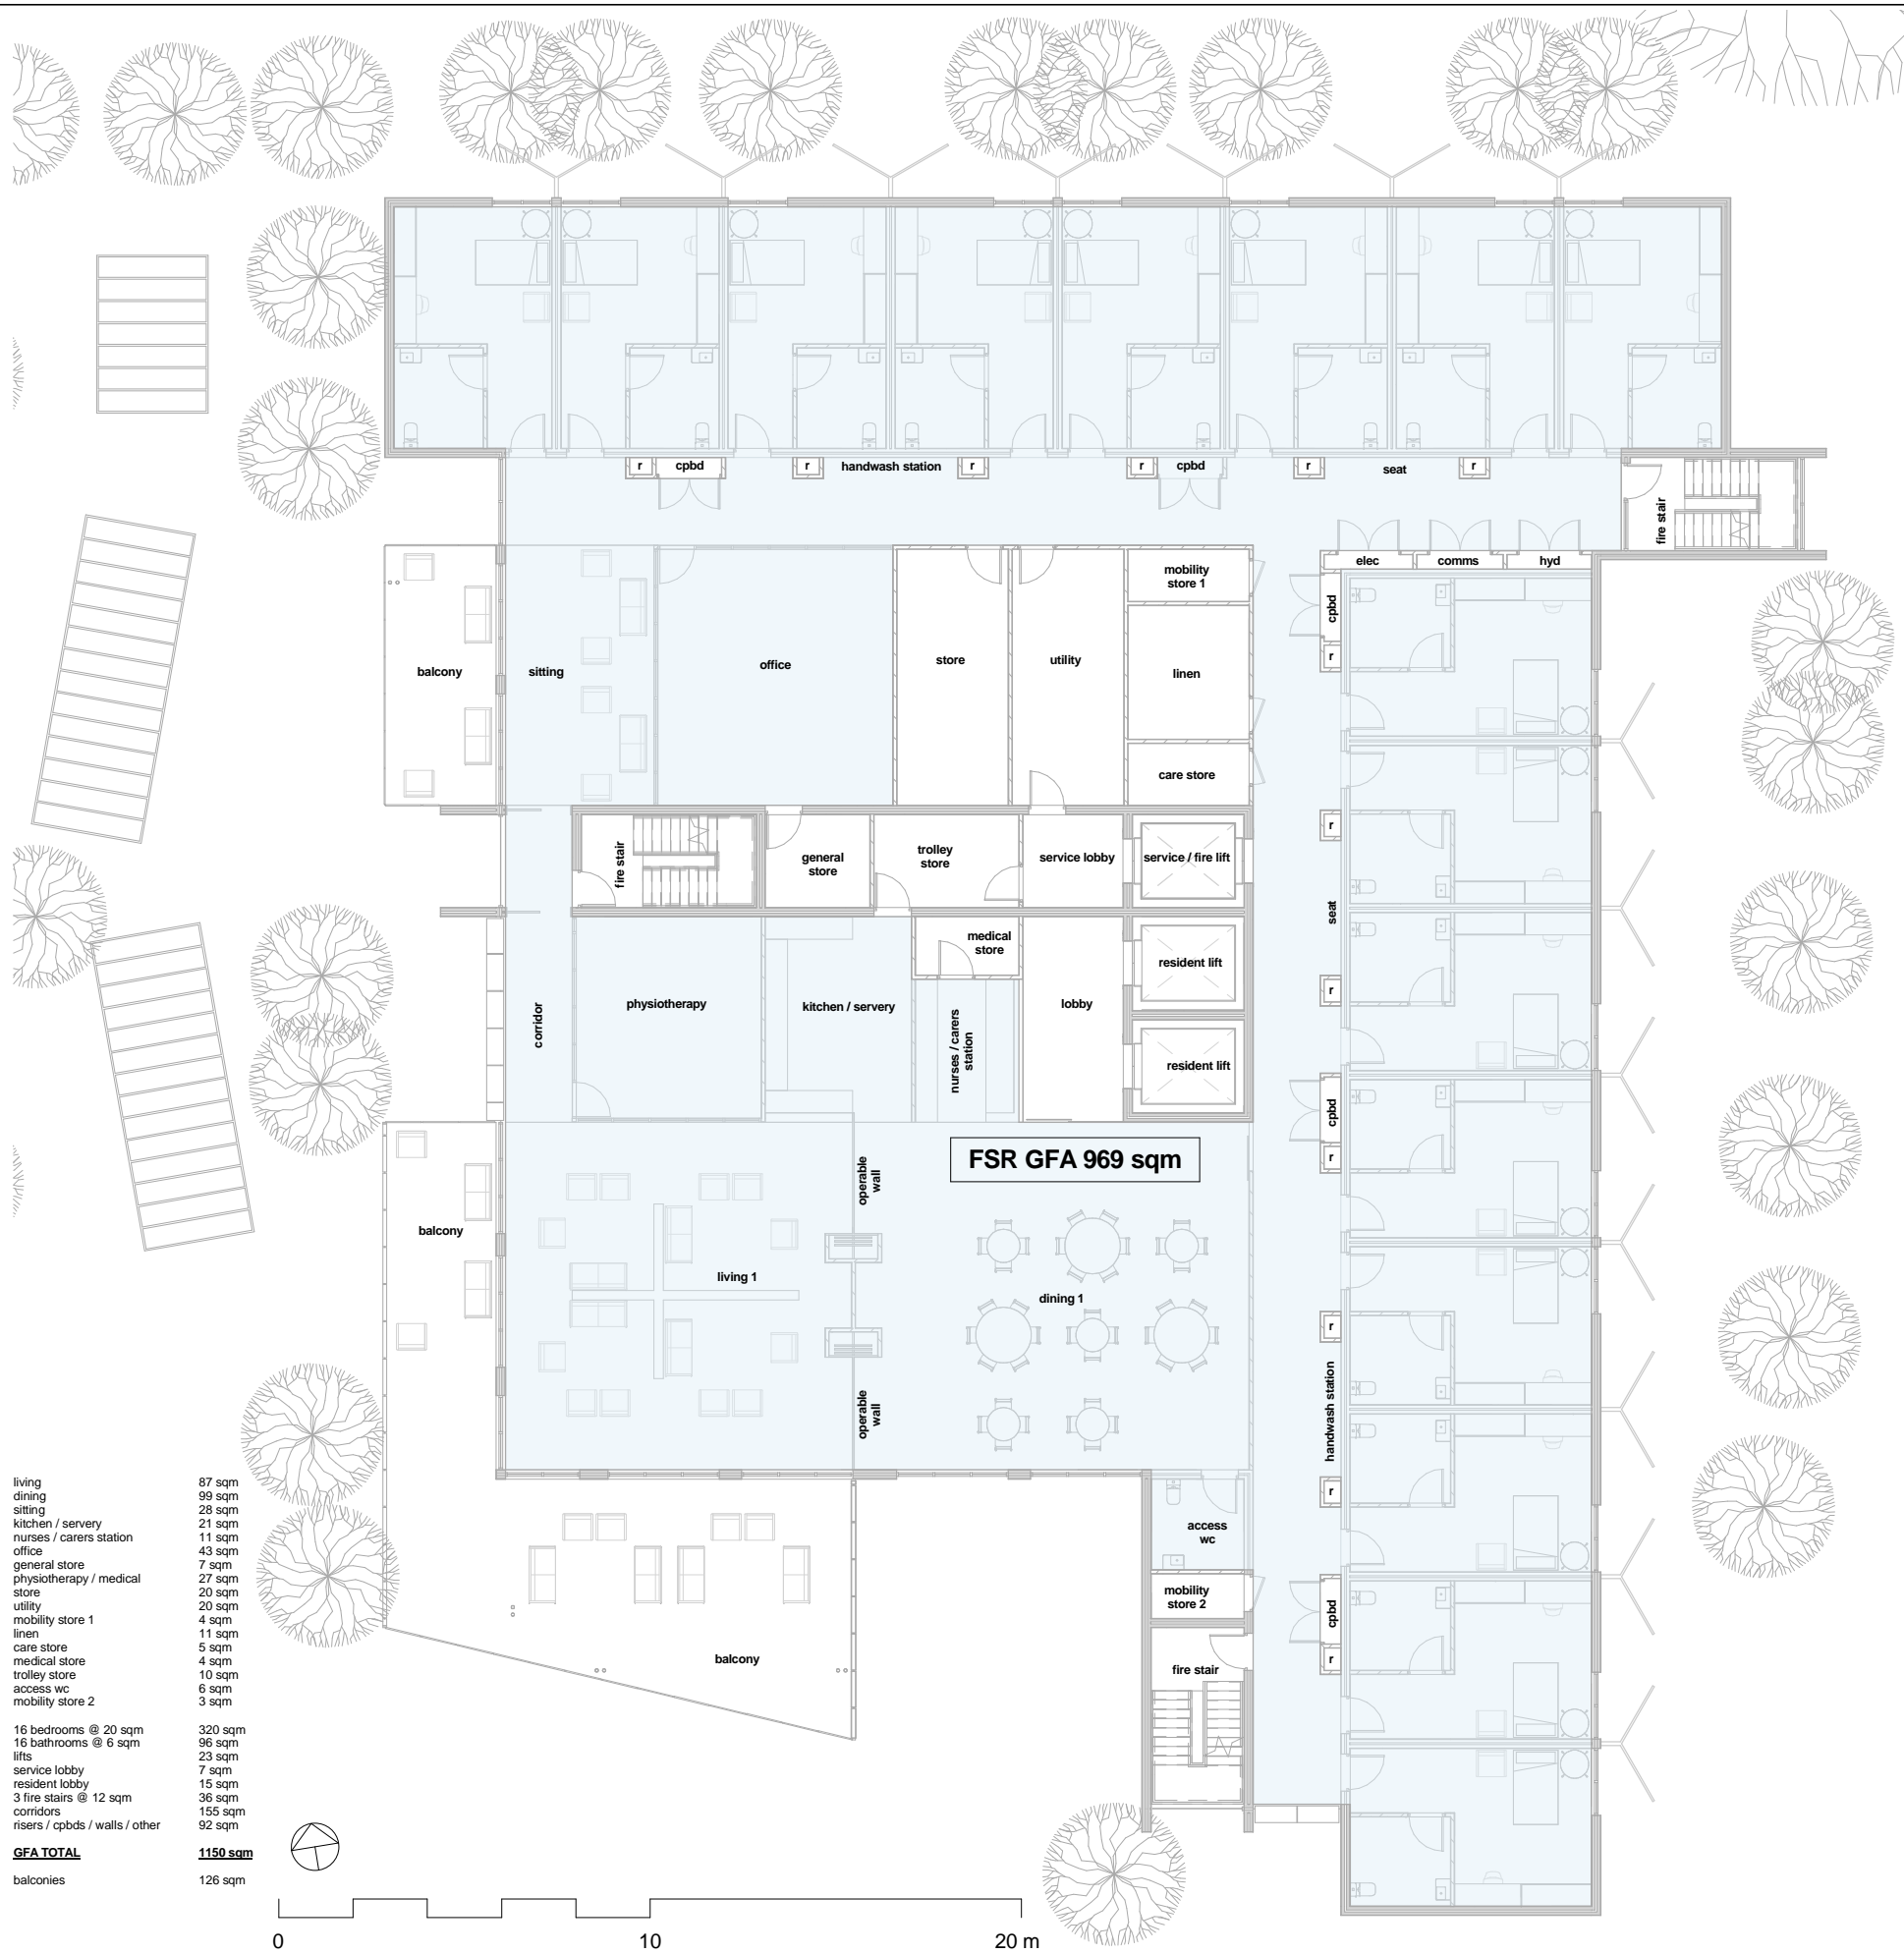 r
cpbd
r
handwash station
r
r
cpbd
r
seat
r
fire stair
elec
comms
hyd
cpbd
r
balcony
sitting
office
store
utility
mobility
store 1
linen
care store
fire stair
general
store
trolley
store
service lobby
service / fire lift
r
seat
r
corridor
physiotherapy
kitchen / servery
medical
store
nurses / carers
station
lobby
resident lift
resident lift
cpbd
r
FSR GFA 969 sqm
operable
wall
balcony
living 1
dining 1
operable
wall
r
handwash station
r
access
wc
mobility
store 2
cpbd
r
fire stair
balcony
living 87 sqm
dining 99 sqm
sitting 28 sqm
kitchen / servery 21 sqm
nurses / carers station 11 sqm
office 43 sqm
general store 7 sqm
physiotherapy / medical 27 sqm
store 20 sqm
utility 20 sqm
mobility store 1 4 sqm
linen 11 sqm
care store 5 sqm
medical store 4 sqm
trolley store 10 sqm
access wc 6 sqm
mobility store 2 3 sqm
16 bedrooms @ 20 sqm 320 sqm
16 bathrooms @ 6 sqm 96 sqm
lifts 23 sqm
service lobby 7 sqm
resident lobby 15 sqm
3 fire stairs @ 12 sqm 36 sqm
corridors 155 sqm
risers / cpbds / walls / other 92 sqm
GFA TOTAL 1150 sqm
balconies 126 sqm
0 10 20 m